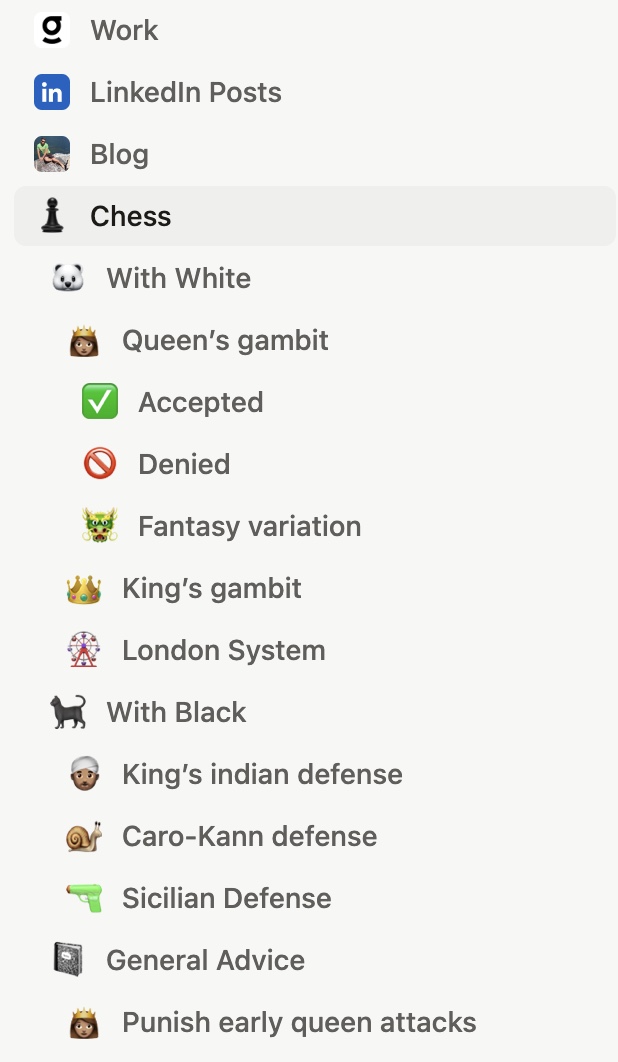 g Work
in LinkedIn Posts
Blog
Chess
With White
Queen’s gambit
Accepted
Denied
Fantasy variation
King’s gambit
London System
With Black
King’s indian defense
Caro-Kann defense
Sicilian Defense
General Advice
Punish early queen attacks